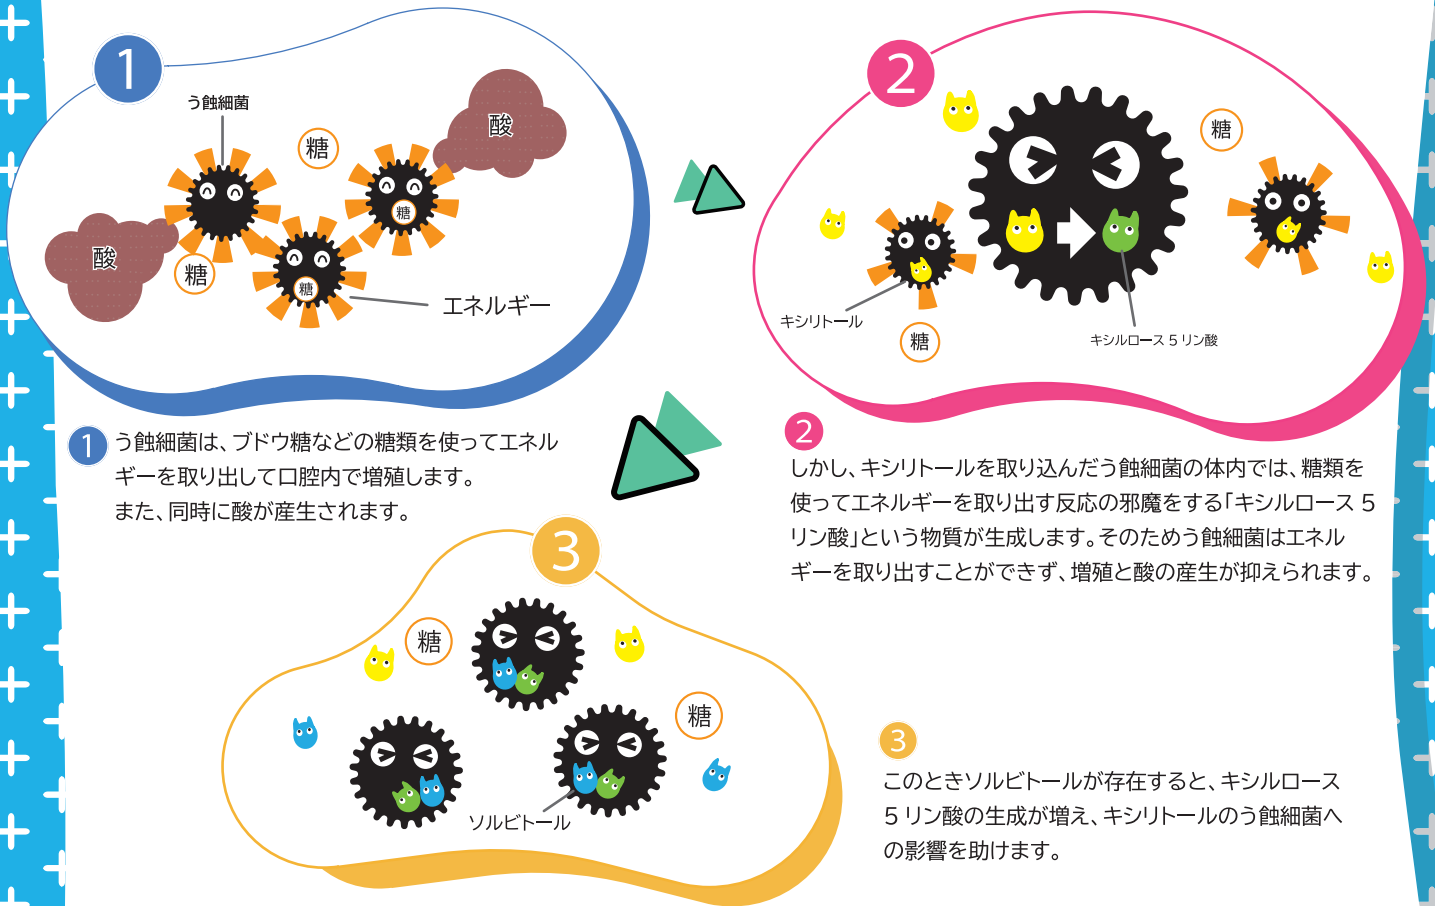 1
う蝕細菌
糖
酸
酸
糖
糖
糖
エネルギー
1
う蝕細菌は、ブドウ糖などの糖類を使ってエネル
ギーを取り出して口腔内で増殖します。
また、同時に酸が産生されます。
2
糖
キシリトール
糖
キシルロース 5 リン酸
2
しかし、キシリトールを取り込んだう蝕細菌の体内では、糖類を
使ってエネルギーを取り出す反応の邪魔をする「キシルロース 5
リン酸」という物質が生成します。そのためう蝕細菌はエネル
ギーを取り出すことができず、増殖と酸の産生が抑えられます。
3
糖
糖
ソルビトール
3
このときソルビトールが存在すると、キシルロース
5 リン酸の生成が増え、キシリトールのう蝕細菌へ
の影響を助けます。